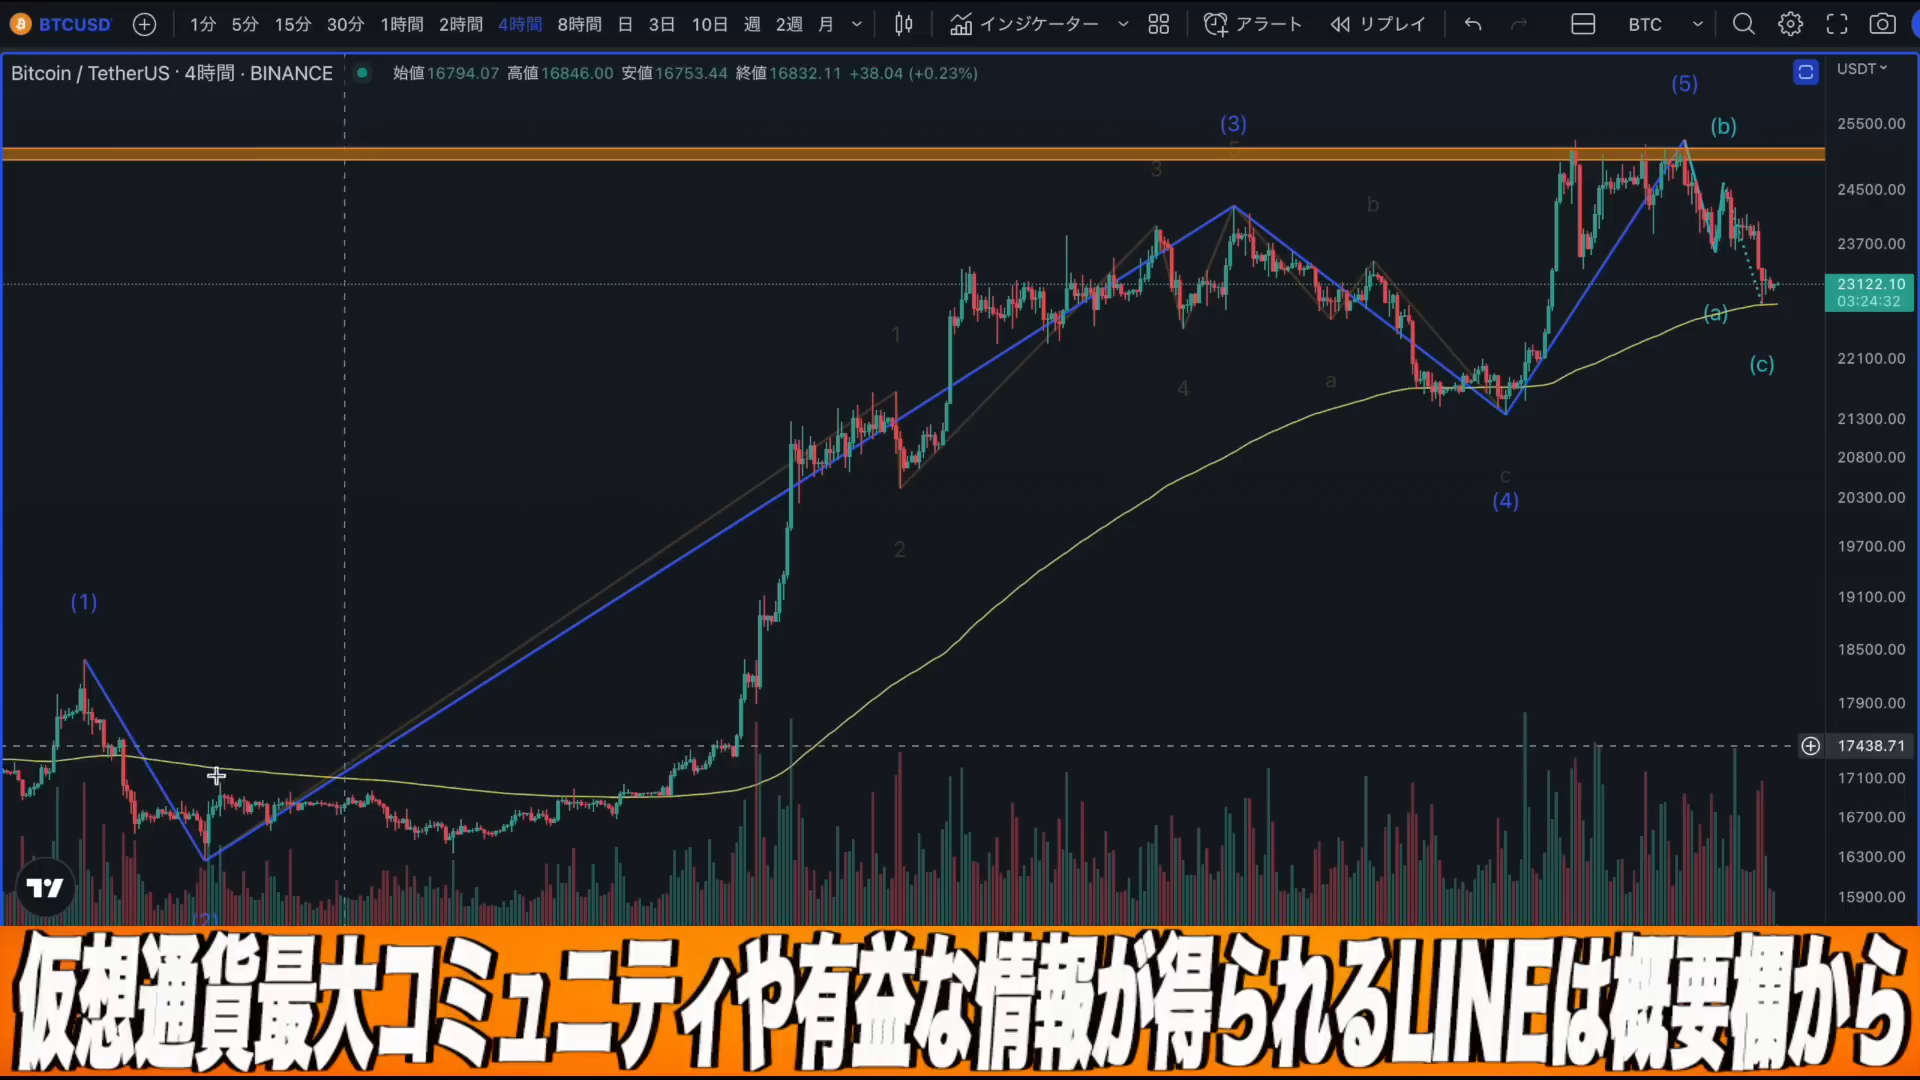 BTCUSD 1分 5分 15分 30分 1時間 2時間 4時間 8時間 日 3日 10日 週 2週 月 インジケーター アラート リプレイ BTC
Bitcoin / TetherUS · 4時間 · BINANCE 始値16794.07 高値16846.00 安値16753.44 終値16832.11 +38.04 (+0.23%)
USDT
(5)
(3)
(b)
25500.00
5
3
24500.00
b
23700.00
23122.10
03:24:32
(a)
1
22100.00
(c)
a
4
21300.00
20800.00
c
(4)
20300.00
2
19700.00
(1)
19100.00
18500.00
17900.00
17438.71
17100.00
16700.00
16300.00
15900.00
(2)
仮想通貨最大コミュニティや有益な情報が得られるLINEは概要欄から